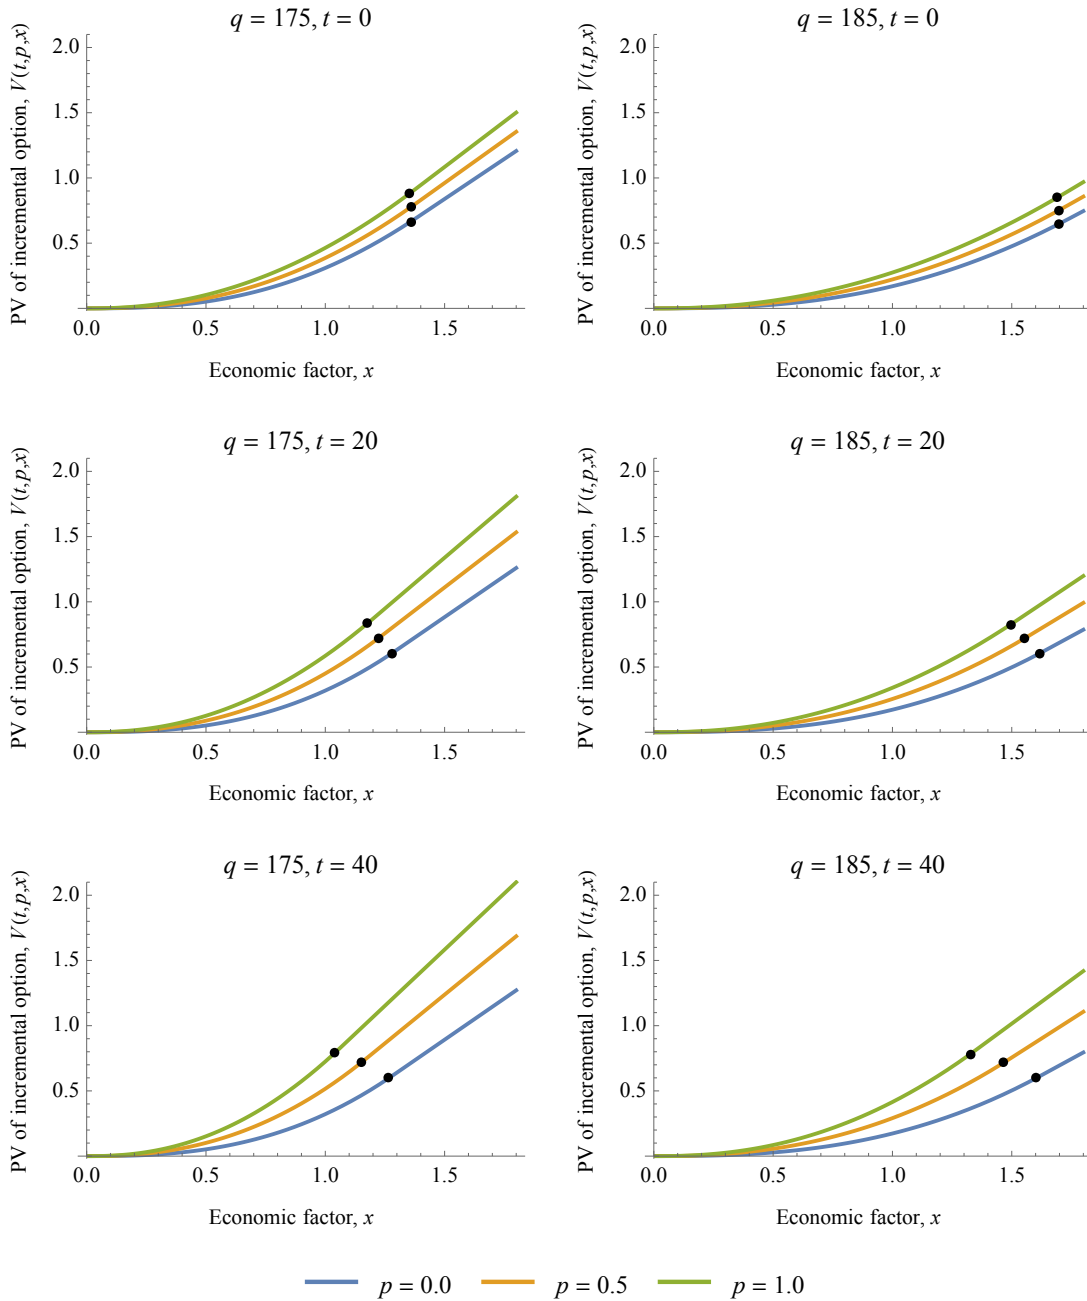 q = 175, t = 0
PV of incremental option, V(t,p,x)
2.0
1.5
1.0
0.5
0.0 0.5 1.0 1.5
Economic factor, x
q = 185, t = 0
PV of incremental option, V(t,p,x)
2.0
1.5
1.0
0.5
0.0 0.5 1.0 1.5
Economic factor, x
q = 175, t = 20
PV of incremental option, V(t,p,x)
2.0
1.5
1.0
0.5
0.0 0.5 1.0 1.5
Economic factor, x
q = 185, t = 20
PV of incremental option, V(t,p,x)
2.0
1.5
1.0
0.5
0.0 0.5 1.0 1.5
Economic factor, x
q = 175, t = 40
PV of incremental option, V(t,p,x)
2.0
1.5
1.0
0.5
0.0 0.5 1.0 1.5
Economic factor, x
q = 185, t = 40
PV of incremental option, V(t,p,x)
2.0
1.5
1.0
0.5
0.0 0.5 1.0 1.5
Economic factor, x
p = 0.0 p = 0.5 p = 1.0